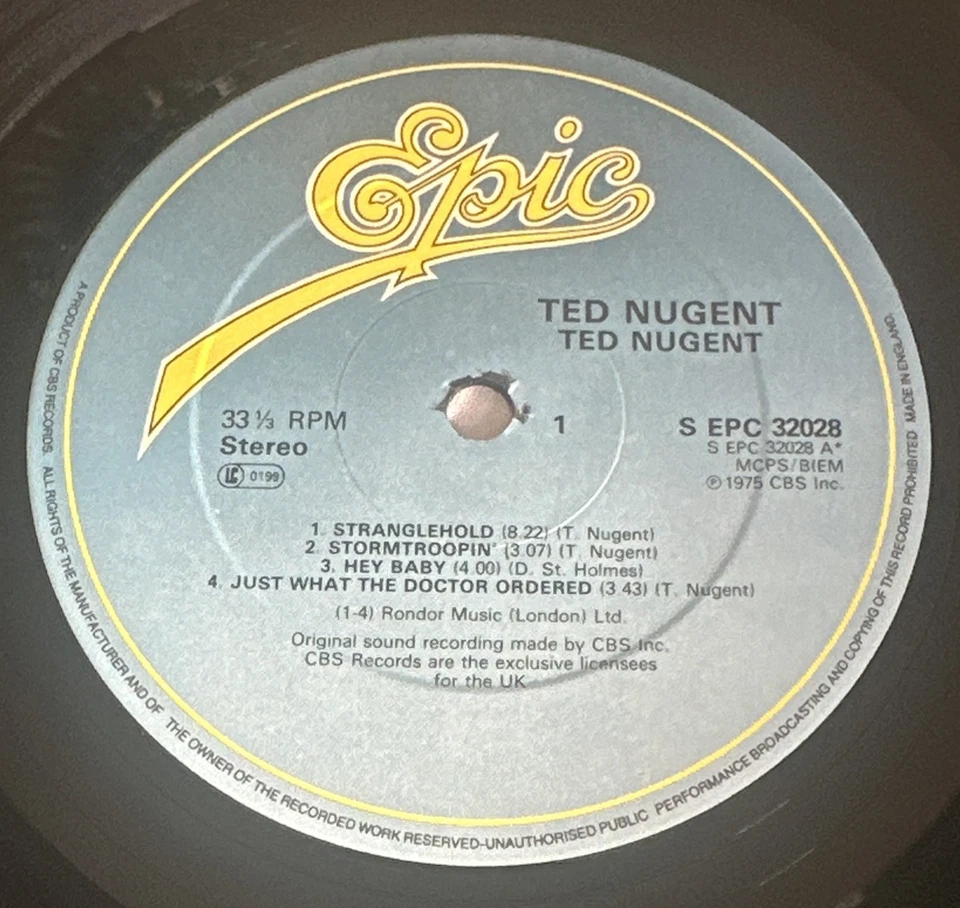 Epic
TED NUGENT
TED NUGENT
33 ⅓ RPM
Stereo
LC 0199
1
S EPC 32028
S EPC 32028 A*
MCPS/BIEM
℗ 1975 CBS Inc.
1. STRANGLEHOLD (8.22) (T. Nugent)
2. STORMTROOPIN' (3.07) (T. Nugent)
3. HEY BABY (4.00) (D. St. Holmes)
4. JUST WHAT THE DOCTOR ORDERED (3 43) (T. Nugent)
(1-4) Rondor Music (London) Ltd.
Original sound recording made by CBS Inc.
CBS Records are the exclusive licensees
for the UK
A PRODUCT OF CBS RECORDS. ALL RIGHTS OF THE MANUFACTURER AND OF THE OWNER OF THE RECORDED WORK RESERVED-UNAUTHORISED PUBLIC PERFORMANCE BROADCASTING AND COPYING OF THIS RECORD PROHIBITED MADE IN ENGLAND.